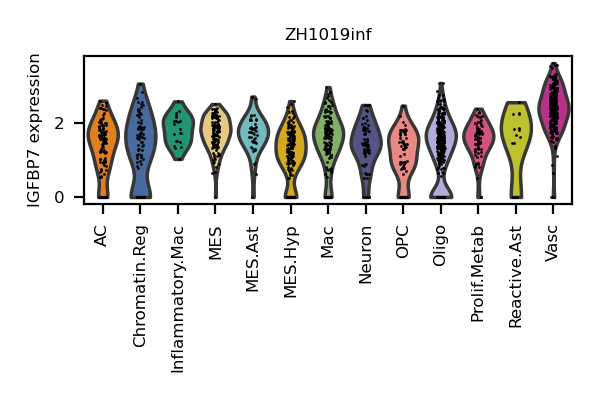 ZH1019inf
IGFBP7 expression
2
0
AC
Chromatin.Reg
Inflammatory.Mac
MES
MES.Ast
MES.Hyp
Mac
Neuron
OPC
Oligo
Prolif.Metab
Reactive.Ast
Vasc